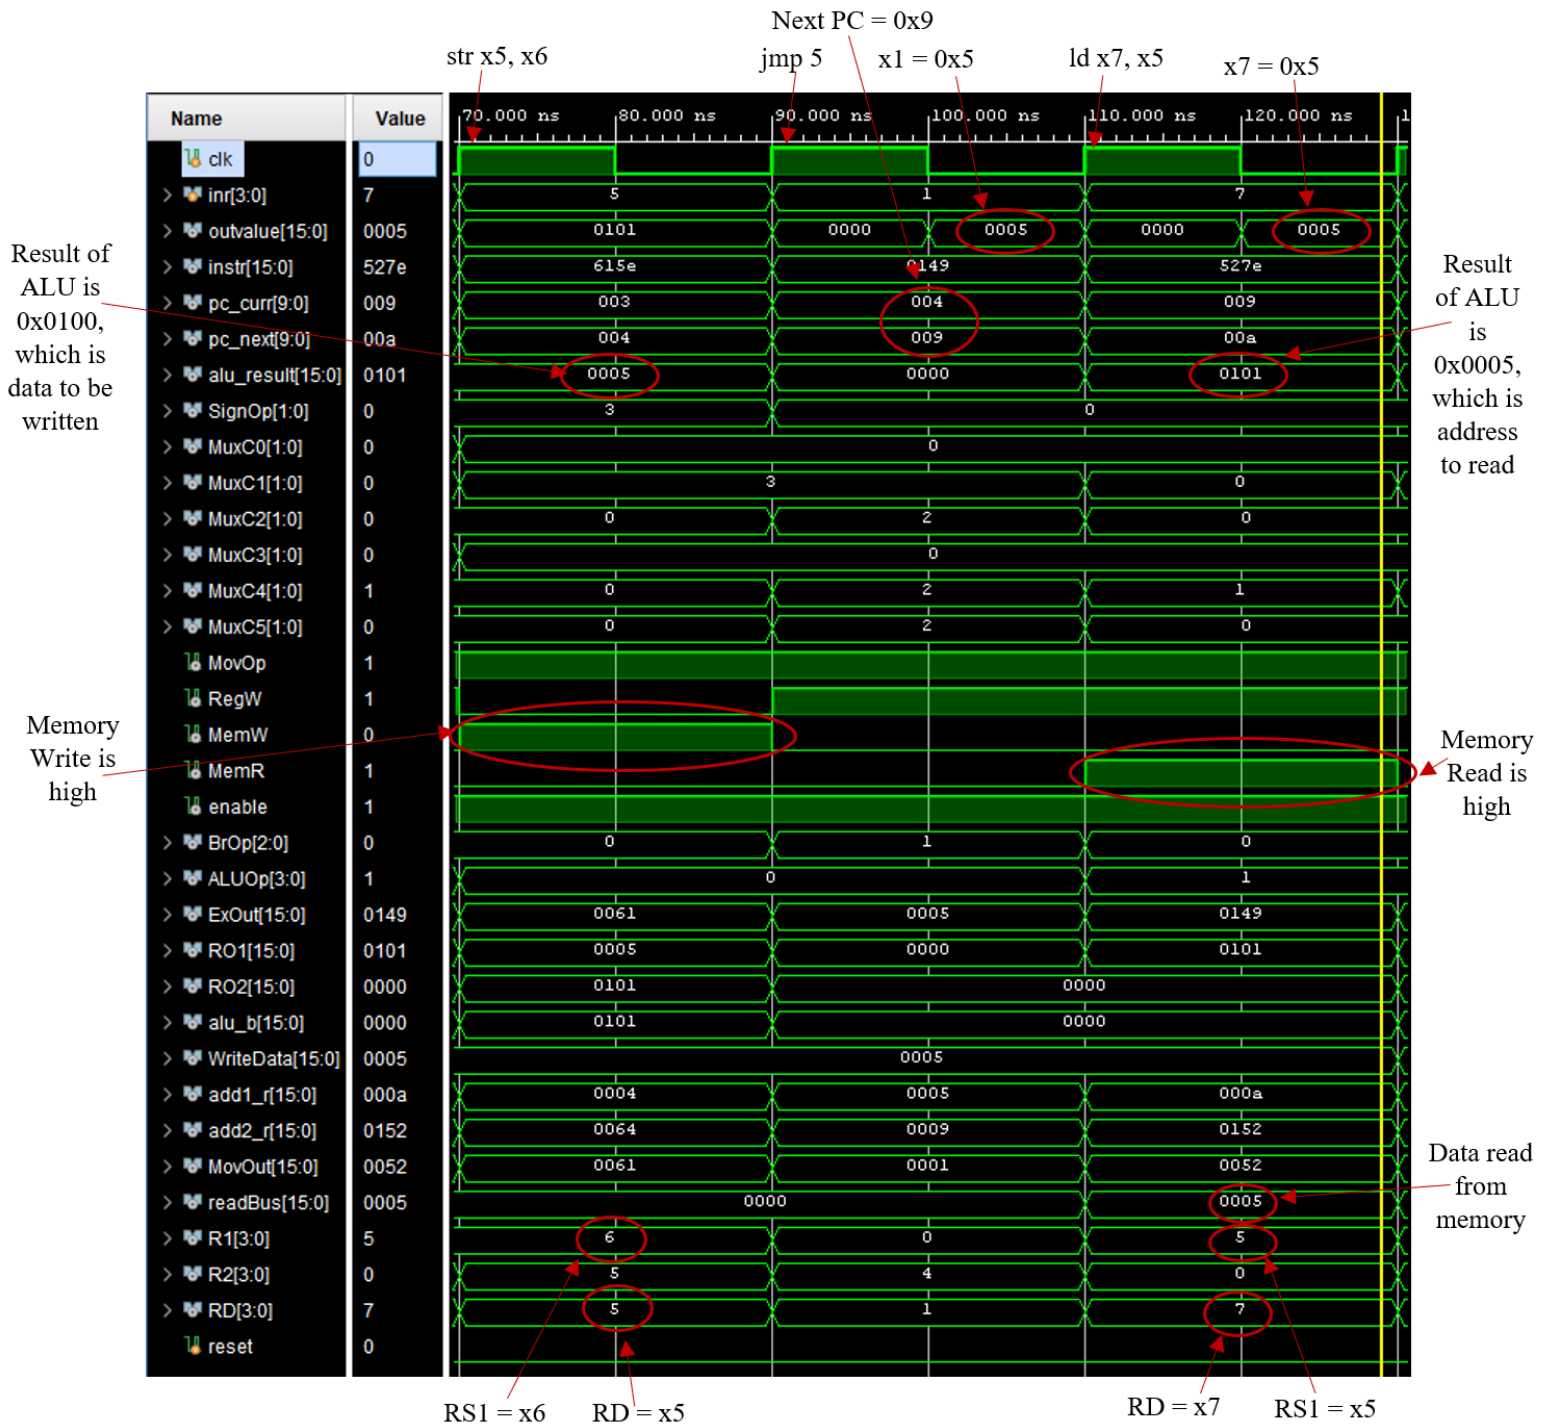 Next PC = 0x9
str x5, x6
jmp 5
x1 = 0x5
ld x7, x5
x7 = 0x5
Name Value 70.000 ns 80.000 ns 90.000 ns 100.000 ns 110.000 ns 120.000 ns 1
clk 0
inr[3:0] 7 5 1 7
outvalue[15:0] 0005 0101 0000 0005 0000 0005
instr[15:0] 527e 615e 0149 527e
pc_curr[9:0] 009 003 004 009
pc_next[9:0] 00a 004 009 00a
alu_result[15:0] 0101 0005 0000 0101
SignOp[1:0] 0 3 0
MuxC0[1:0] 0 0
MuxC1[1:0] 0 3 0
MuxC2[1:0] 0 0 2 0
MuxC3[1:0] 0 0
MuxC4[1:0] 1 0 2 1
MuxC5[1:0] 0 0 2 0
MovOp 1
RegW 1
MemW 0
MemR 1
enable 1
BrOp[2:0] 0 0 1 0
ALUOp[3:0] 1 0 1
ExOut[15:0] 0149 0061 0005 0149
RO1[15:0] 0101 0005 0000 0101
RO2[15:0] 0000 0101 0000
alu_b[15:0] 0000 0101 0000
WriteData[15:0] 0005 0005
add1_r[15:0] 000a 0004 0005 000a
add2_r[15:0] 0152 0064 0009 0152
MovOut[15:0] 0052 0061 0001 0052
readBus[15:0] 0005 0000 0005
R1[3:0] 5 6 0 5
R2[3:0] 0 5 4 0
RD[3:0] 7 5 1 7
reset 0
Result of
ALU is
0x0100,
which is
data to be
written
Memory
Write is
high
Result
of ALU
is
0x0005,
which is
address
to read
Memory
Read is
high
Data read
from
memory
RS1 = x6
RD = x5
RD = x7
RS1 = x5